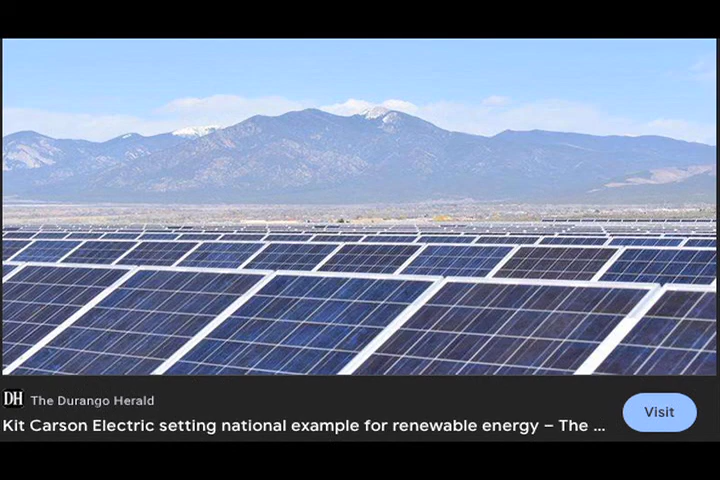 DH The Durango Herald
Kit Carson Electric setting national example for renewable energy – The ...
Visit